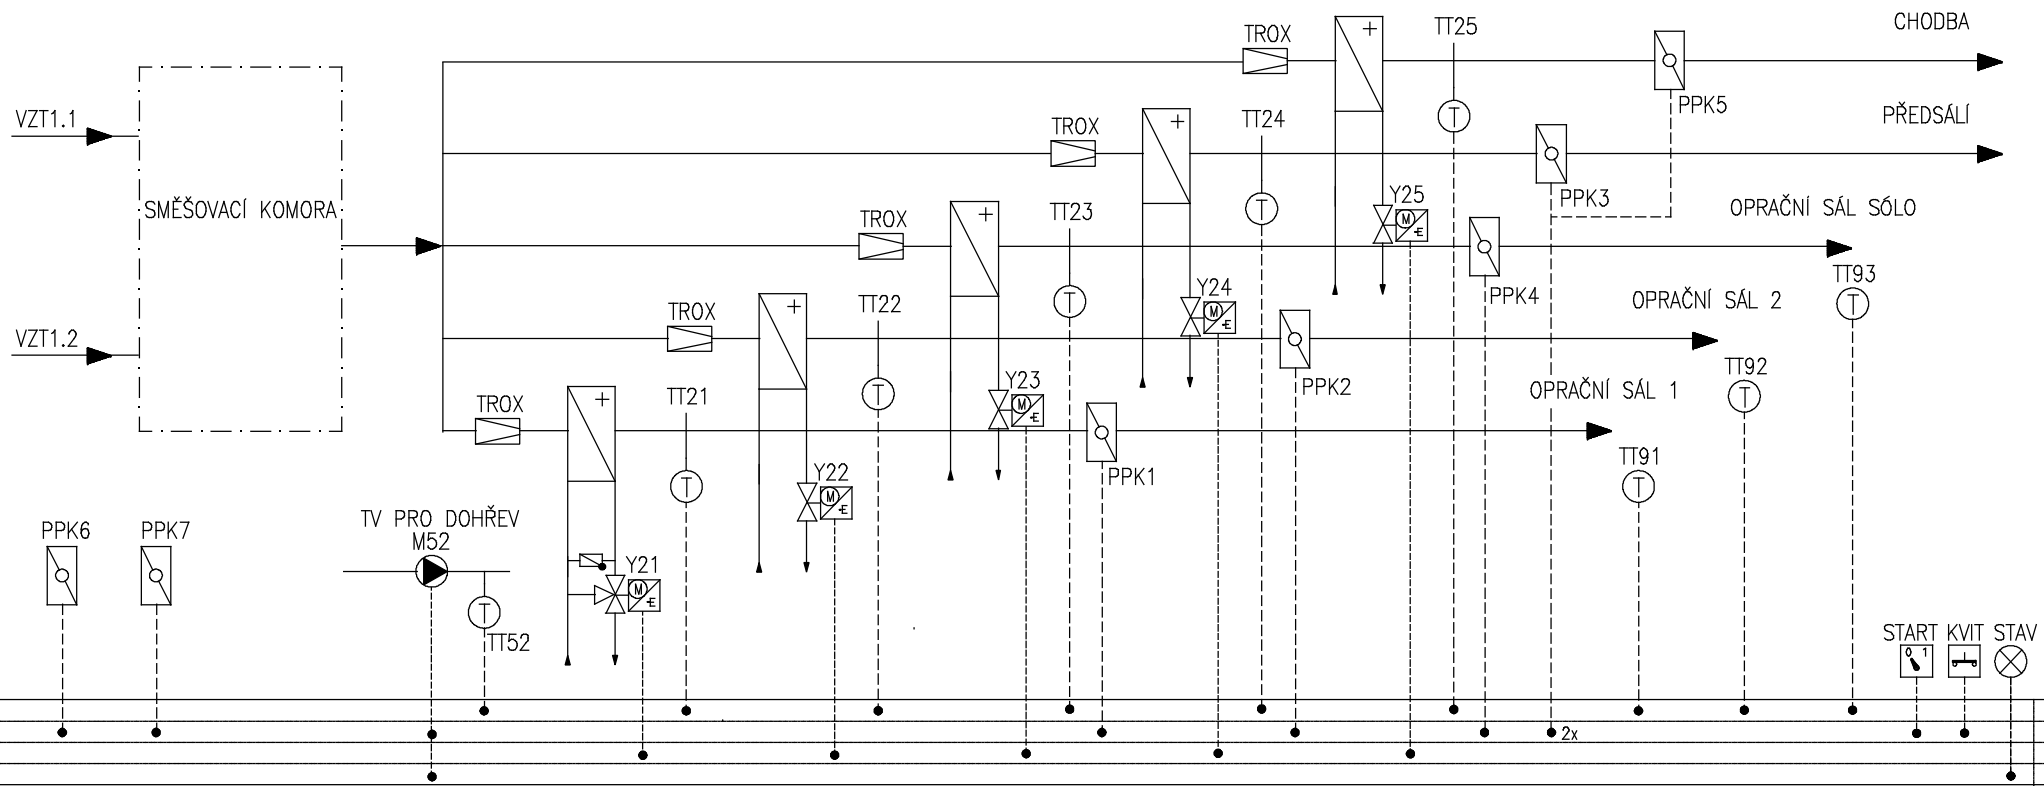 CHODBA
TROX
TT25
PPK5
VZT1.1
TROX
TT24
PŘEDSÁLÍ
PPK3
SMĚŠOVACÍ KOMORA
TROX
TT23
Y25
OPRAČNÍ SÁL SÓLO
M
E
PPK4
TT93
T
VZT1.2
TROX
TT22
Y24
OPRAČNÍ SÁL 2
M
E
PPK2
TT92
T
TROX
TT21
Y23
OPRAČNÍ SÁL 1
M
E
PPK1
TT91
T
Y22
M
E
PPK6
PPK7
TV PRO DOHŘEV
M52
Y21
M
E
T
TT52
T
T
T
T
T
START
KVIT
STAV
0 1
2x
+
+
+
+
+